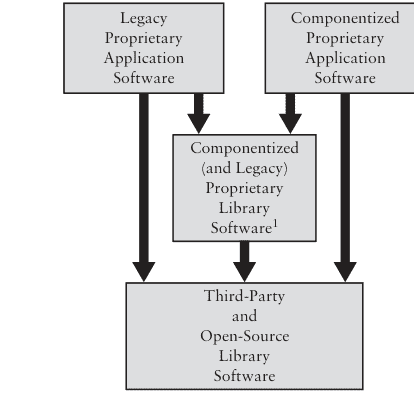 Legacy
Proprietary
Application
Software
Componentized
Proprietary
Application
Software
Componentized
(and Legacy)
Proprietary
Library
Software¹
Third-Party
and
Open-Source
Library
Software